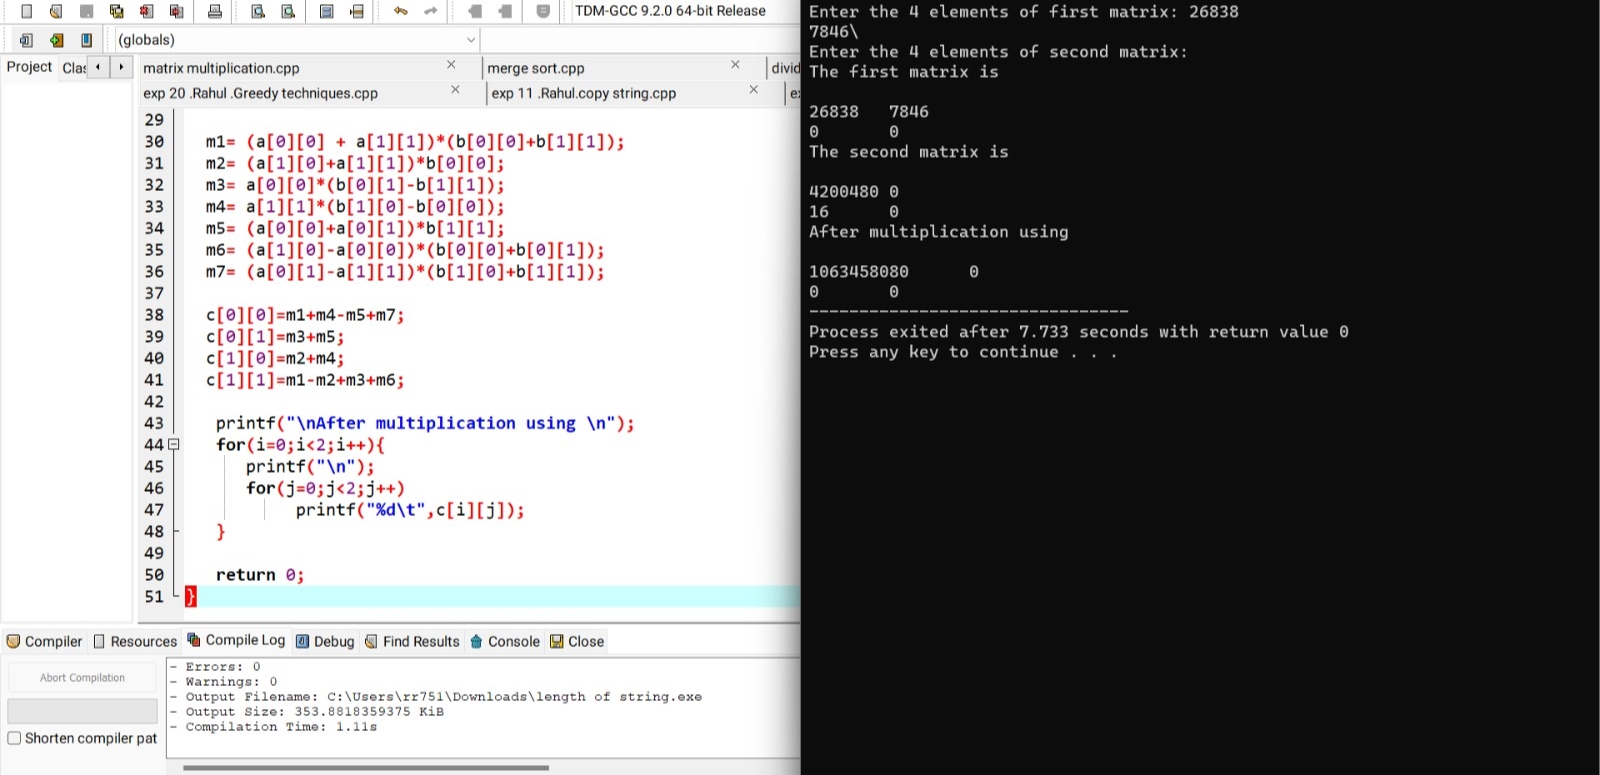 TDM-GCC 9.2.0 64-bit Release
(globals)
Project Clas
matrix multiplication.cpp
merge sort.cpp
divid
exp 20 .Rahul .Greedy techniques.cpp
exp 11 .Rahul.copy string.cpp
29
30 m1= (a[0][0] + a[1][1])*(b[0][0]+b[1][1]);
31 m2= (a[1][0]+a[1][1])*b[0][0];
32 m3= a[0][0]*(b[0][1]-b[1][1]);
33 m4= a[1][1]*(b[1][0]-b[0][0]);
34 m5= (a[0][0]+a[0][1])*b[1][1];
35 m6= (a[1][0]-a[0][0])*(b[0][0]+b[0][1]);
36 m7= (a[0][1]-a[1][1])*(b[1][0]+b[1][1]);
37
38 c[0][0]=m1+m4-m5+m7;
39 c[0][1]=m3+m5;
40 c[1][0]=m2+m4;
41 c[1][1]=m1-m2+m3+m6;
42
43 printf("\nAfter multiplication using \n");
44 for(i=0;i<2;i++){
45 printf("\n");
46 for(j=0;j<2;j++)
47 printf("%d\t",c[i][j]);
48 }
49
50 return 0;
51 }
Compiler Resources Compile Log Debug Find Results Console Close
Abort Compilation
Shorten compiler pat
- Errors: 0
- Warnings: 0
- Output Filename: C:\Users\rr751\Downloads\length of string.exe
- Output Size: 353.8818359375 KiB
- Compilation Time: 1.11s
Enter the 4 elements of first matrix: 26838
7846\
Enter the 4 elements of second matrix:
The first matrix is
26838 7846
0 0
The second matrix is
4200480 0
16 0
After multiplication using
1063458080 0
0 0
--------------------------------
Process exited after 7.733 seconds with return value 0
Press any key to continue . . .